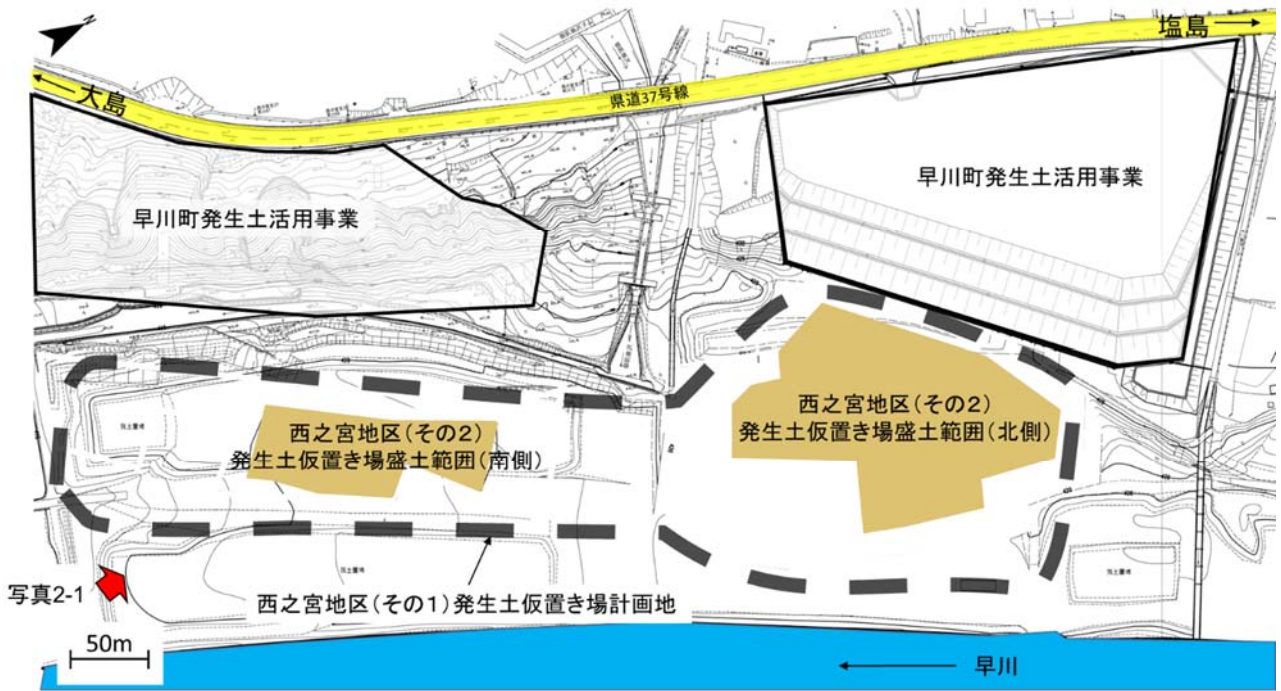 N
塩島
大島
県道37号線
早川町発生土活用事業
早川町発生土活用事業
西之宮地区(その2)
発生土仮置き場盛土範囲(北側)
西之宮地区(その2)
発生土仮置き場盛土範囲(南側)
写真2-1
西之宮地区(その1)発生土仮置き場計画地
50m
早川